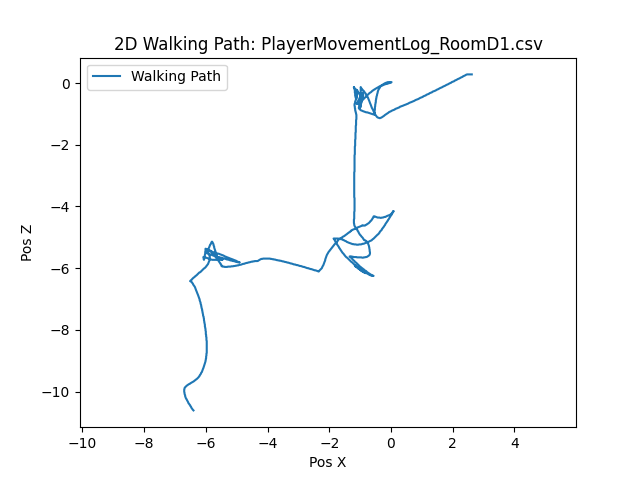 2D Walking Path: PlayerMovementLog_RoomD1.csv
Walking Path
0
−2
−4
−6
−8
−10
Pos Z
−10 −8 −6 −4 −2 0 2 4
Pos X